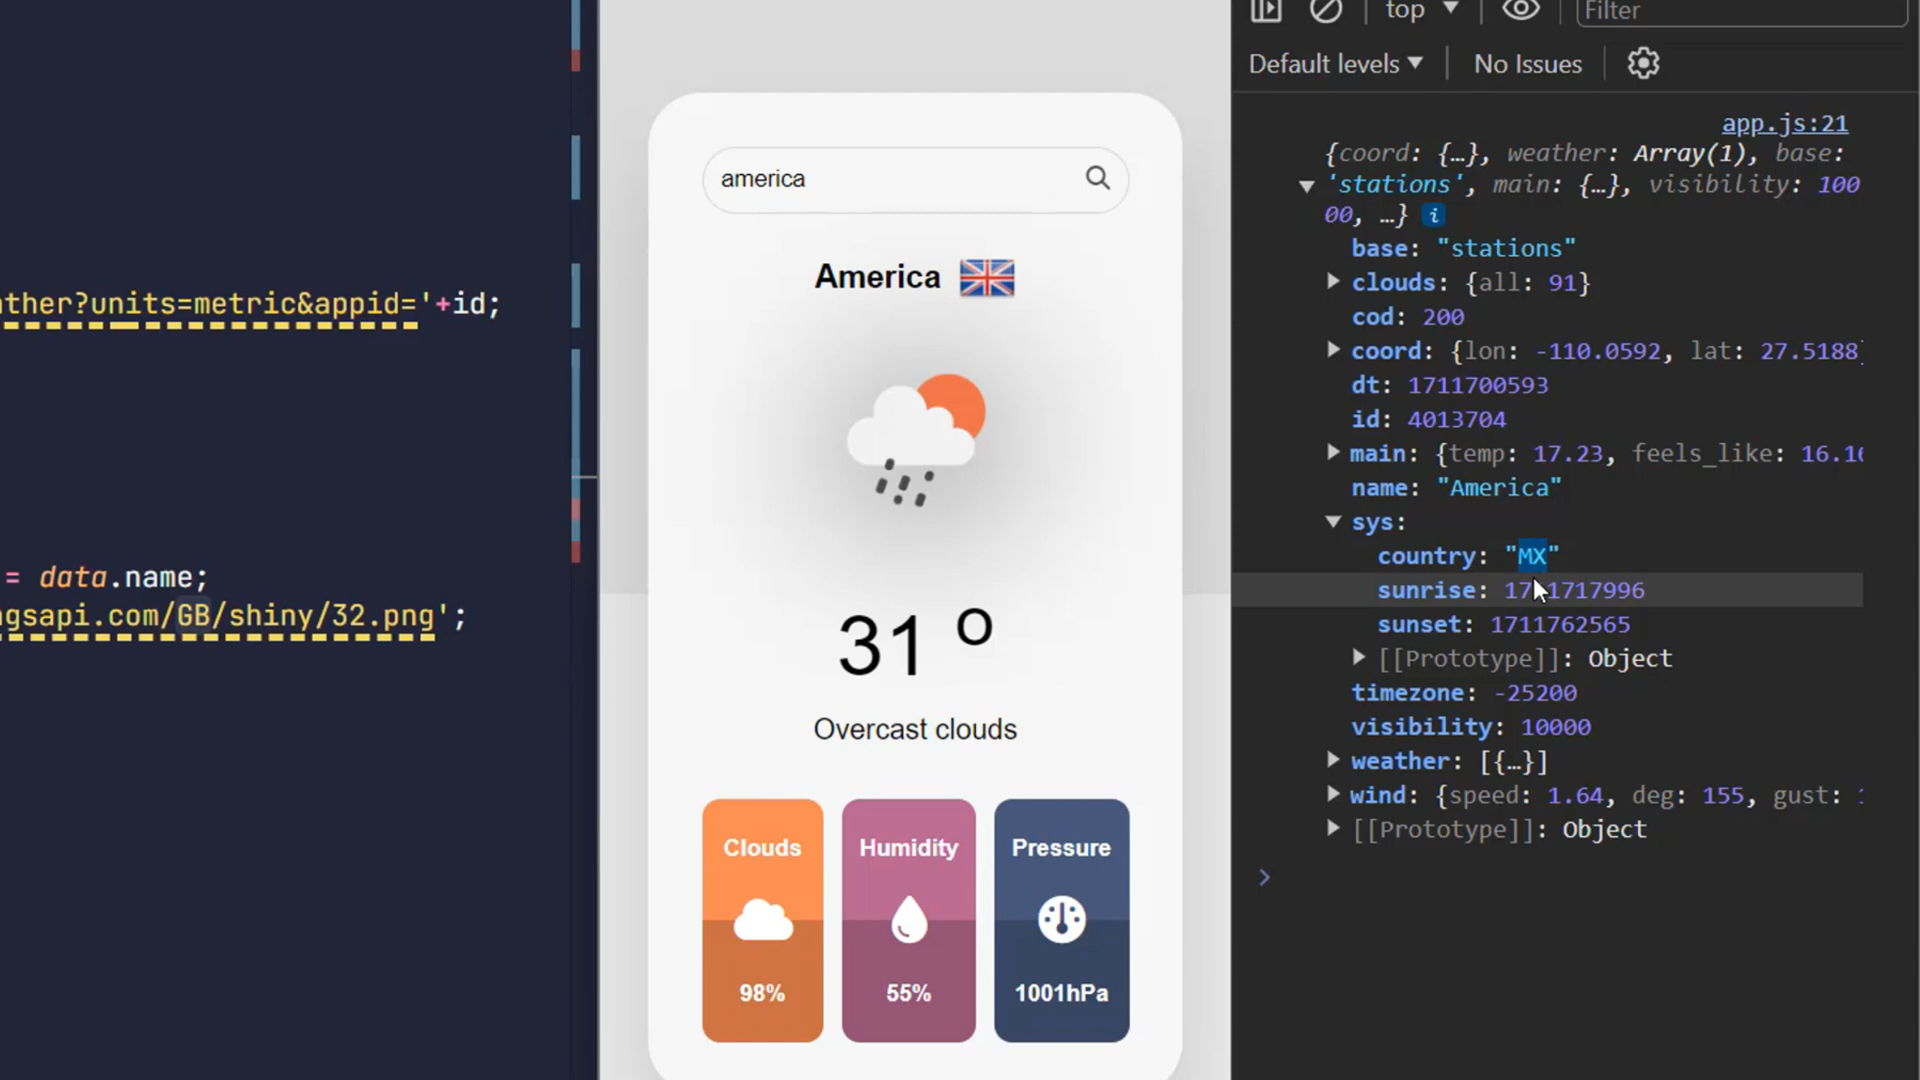 ather?units=metric&appid='+id;
= data.name;
gsapi.com/GB/shiny/32.png';
america
America
31 °
Overcast clouds
Clouds
98%
Humidity
55%
Pressure
1001hPa
top
Filter
Default levels
No Issues
app.js:21
{coord: {…}, weather: Array(1), base:
'stations', main: {…}, visibility: 100
00, …} i
base: "stations"
clouds: {all: 91}
cod: 200
coord: {lon: -110.0592, lat: 27.5188}
dt: 1711700593
id: 4013704
main: {temp: 17.23, feels_like: 16.16
name: "America"
sys:
country: "MX"
sunrise: 1711717996
sunset: 1711762565
[[Prototype]]: Object
timezone: -25200
visibility: 10000
weather: [{…}]
wind: {speed: 1.64, deg: 155, gust: 1
[[Prototype]]: Object